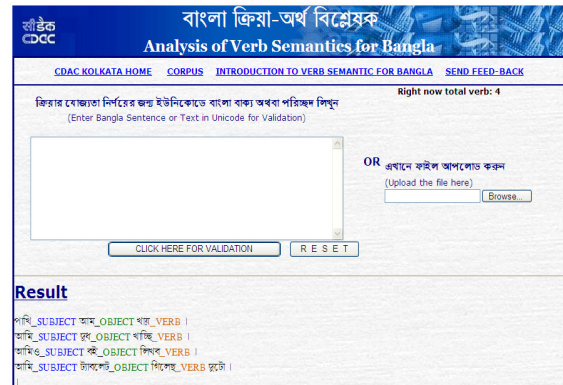 सी डैक
CDAC
বাংলা ক্রিয়া-অর্থ বিশ্লেষক
Analysis of Verb Semantics for Bangla
CDAC KOLKATA HOME CORPUS INTRODUCTION TO VERB SEMANTIC FOR BANGLA SEND FEED-BACK
Right now total verb: 4
ক্রিয়ার যোজ্যতা নির্ণয়ের জন্য ইউনিকোডে বাংলা বাক্য অথবা পরিচ্ছদ লিখুন
(Enter Bangla Sentence or Text in Unicode for Validation)
OR এখানে ফাইল আপলোড করুন
(Upload the file here)
Browse...
CLICK HERE FOR VALIDATION R E S E T
Result
পাখি_SUBJECT আম_OBJECT খায়_VERB ।
আমি_SUBJECT দুধ_OBJECT খাচ্ছি_VERB ।
আমিও_SUBJECT বই_OBJECT লিখব_VERB ।
আমি_SUBJECT ট্যাবলেট_OBJECT গিলেছি_VERB দুটো ।
।